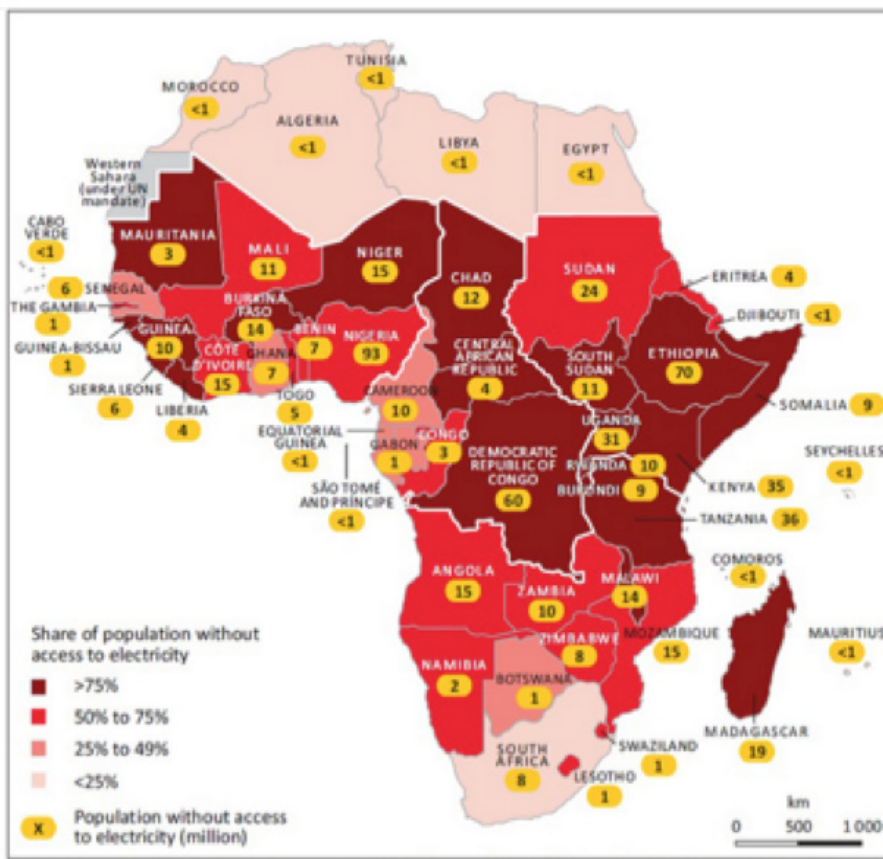 TUNISIA
<1
MOROCCO
<1
ALGERIA
<1
LIBYA
<1
EGYPT
<1
Western
Sahara
(under UN
mandate)
CABO
VERDE
<1
MAURITANIA
3
MALI
11
NIGER
15
CHAD
12
SUDAN
24
ERITREA 4
6 SENEGAL
THE GAMBIA
1
BURKINA
FASO
14
DJIBOUTI <1
GUINEA-BISSAU
1
GUINEA
10
CÔTE
D'IVOIRE
15
GHANA
7
BENIN
7
NIGERIA
93
CENTRAL
AFRICAN
REPUBLIC
4
SOUTH
SUDAN
11
ETHIOPIA
70
SIERRA LEONE
6
LIBERIA
4
TOGO
5
CAMEROON
10
SOMALIA 9
EQUATORIAL
GUINEA
<1
GABON
1
CONGO
3
DEMOCRATIC
REPUBLIC OF
CONGO
60
UGANDA
31
RWANDA 10
BURUNDI 9
KENYA 35
SEYCHELLES
<1
SÃO TOMÉ
AND PRÍNCIPE
<1
TANZANIA 36
ANGOLA
15
ZAMBIA
10
MALAWI
14
COMOROS
<1
ZIMBABWE
8
MOZAMBIQUE
15
MAURITIUS
<1
NAMIBIA
2
BOTSWANA
1
MADAGASCAR
19
SOUTH
AFRICA
8
SWAZILAND
1
LESOTHO
1
Share of population without
access to electricity
>75%
50% to 75%
25% to 49%
<25%
X Population without access
to electricity (million)
km
0 500 1 000